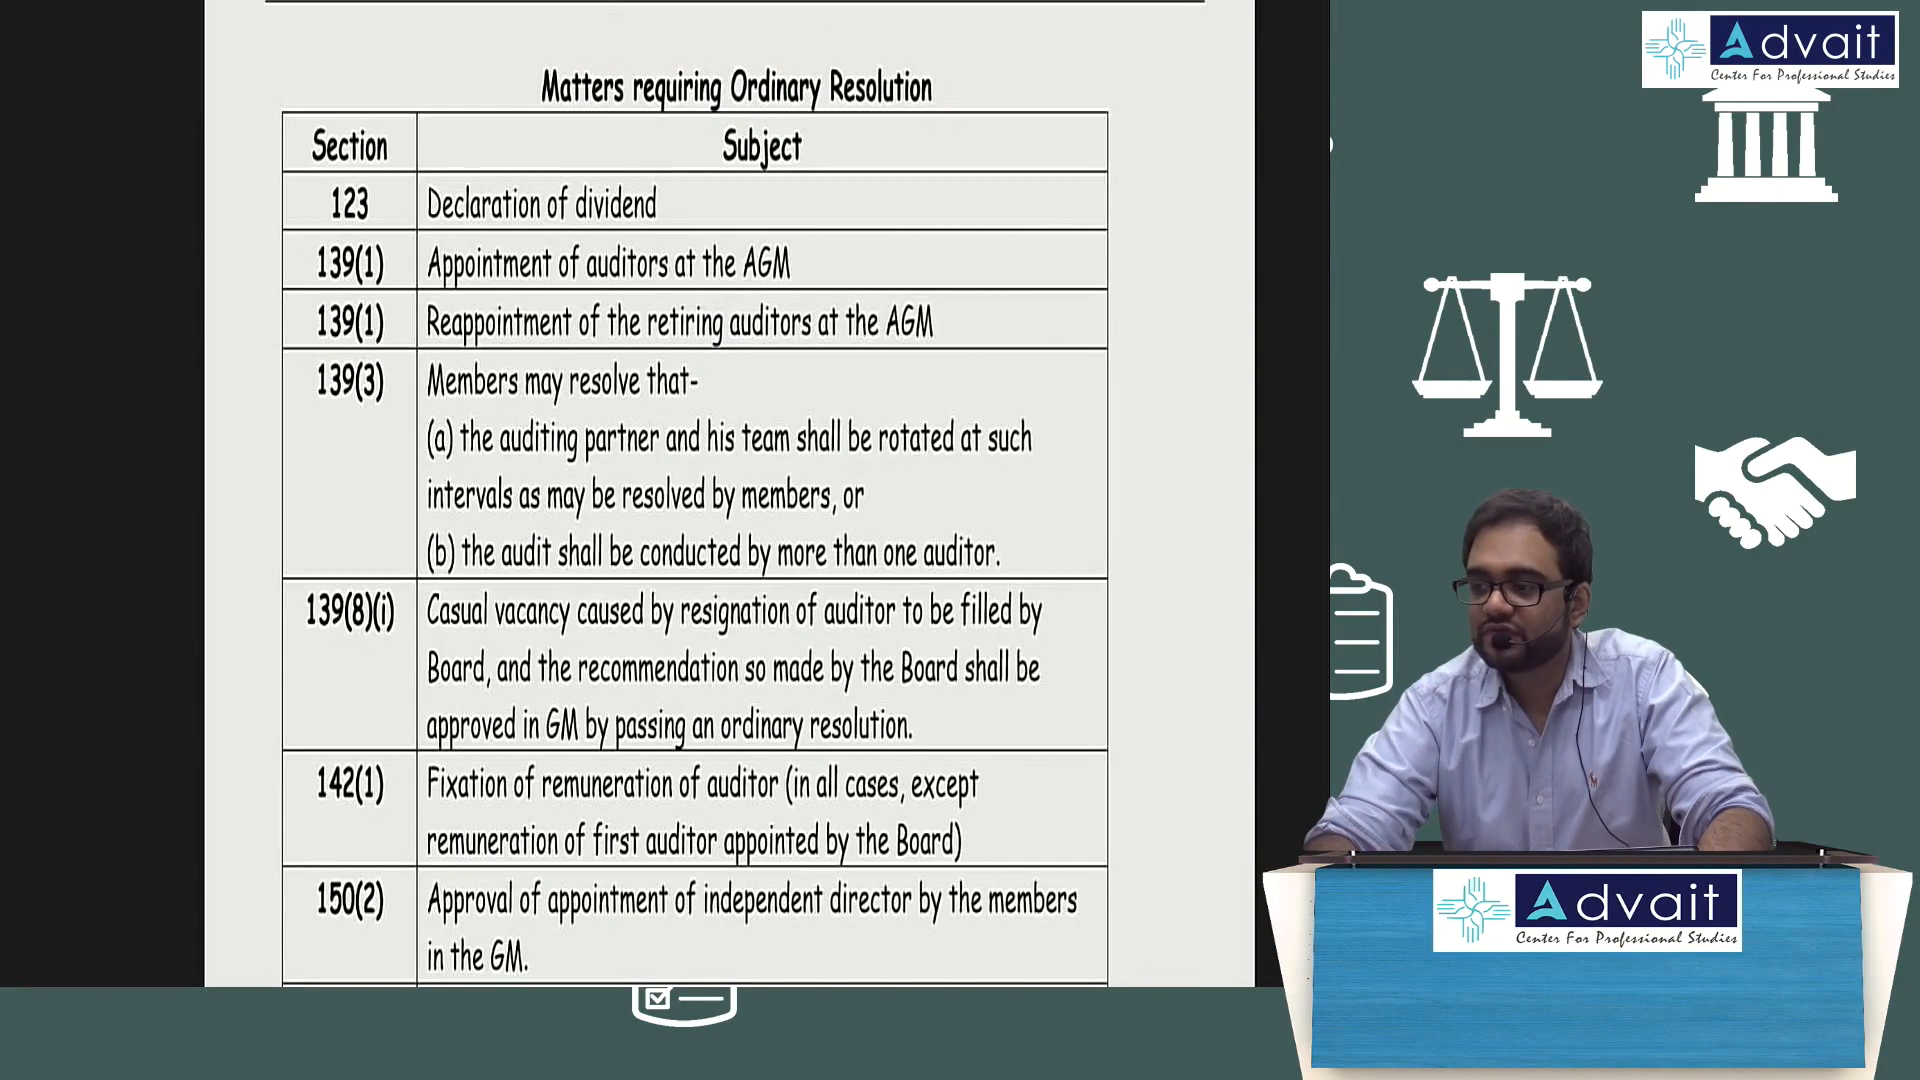 Advait
Center For Professional Studies
Matters requiring Ordinary Resolution
Section Subject
123 Declaration of dividend
139(1) Appointment of auditors at the AGM
139(1) Reappointment of the retiring auditors at the AGM
139(3) Members may resolve that-
(a) the auditing partner and his team shall be rotated at such
intervals as may be resolved by members, or
(b) the audit shall be conducted by more than one auditor.
139(8)(i) Casual vacancy caused by resignation of auditor to be filled by
Board, and the recommendation so made by the Board shall be
approved in GM by passing an ordinary resolution.
142(1) Fixation of remuneration of auditor (in all cases, except
remuneration of first auditor appointed by the Board)
150(2) Approval of appointment of independent director by the members
in the GM.
Advait
Center For Professional Studies